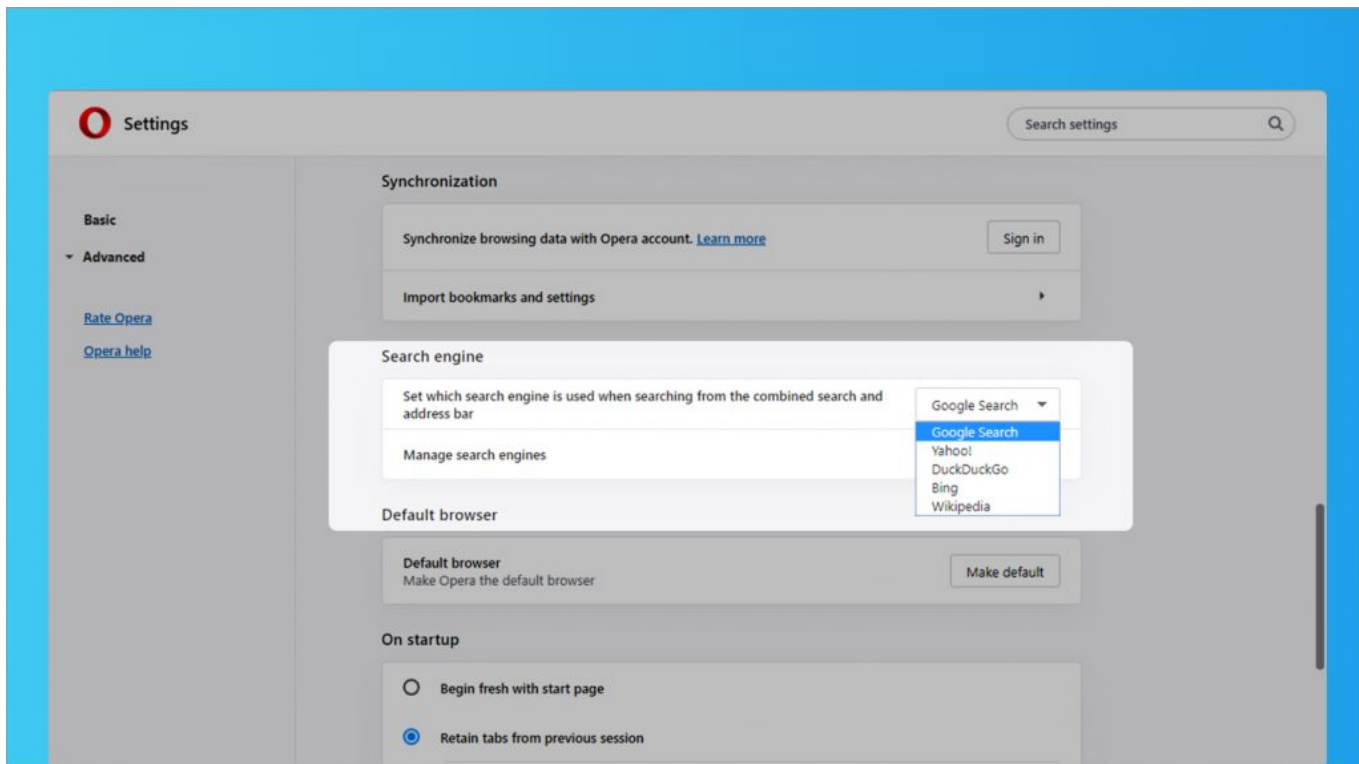 Settings
Search settings
Basic
Advanced
Rate Opera
Opera help
Synchronization
Synchronize browsing data with Opera account. Learn more
Sign in
Import bookmarks and settings
Search engine
Set which search engine is used when searching from the combined search and
address bar
Google Search
Google Search
Yahoo!
DuckDuckGo
Bing
Wikipedia
Manage search engines
Default browser
Default browser
Make Opera the default browser
Make default
On startup
Begin fresh with start page
Retain tabs from previous session